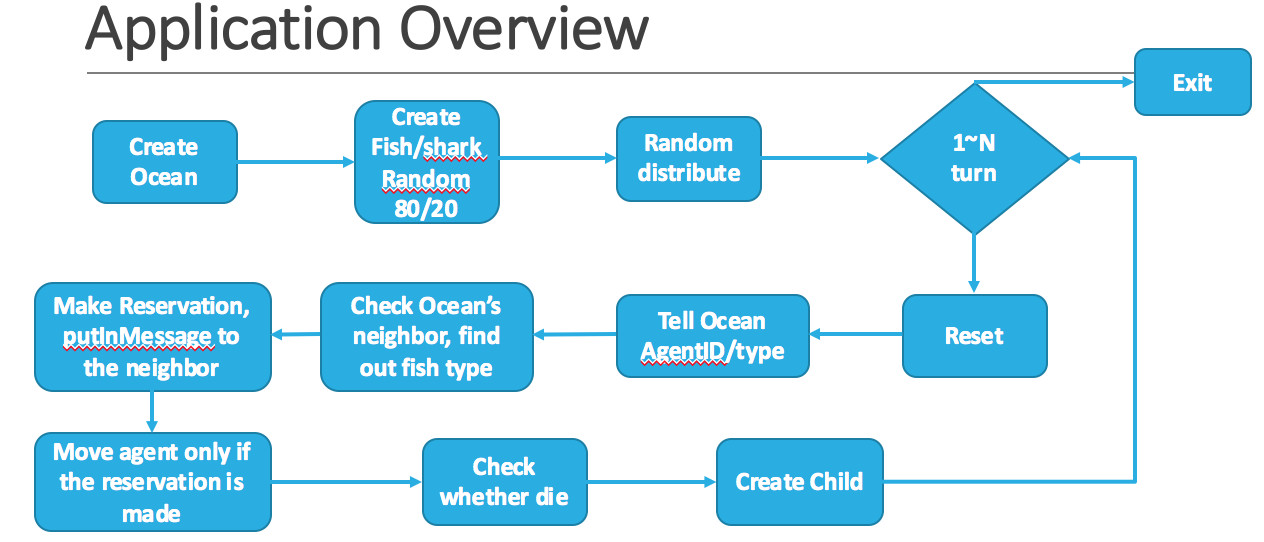 Application Overview
Exit
Create
Ocean
Create
Fish/shark
Random
80/20
Random
distribute
1~N
turn
Make Reservation,
putInMessage to
the neighbor
Check Ocean's
neighbor, find
out fish type
Tell Ocean
AgentID/type
Reset
Move agent only if
the reservation is
made
Check
whether die
Create Child